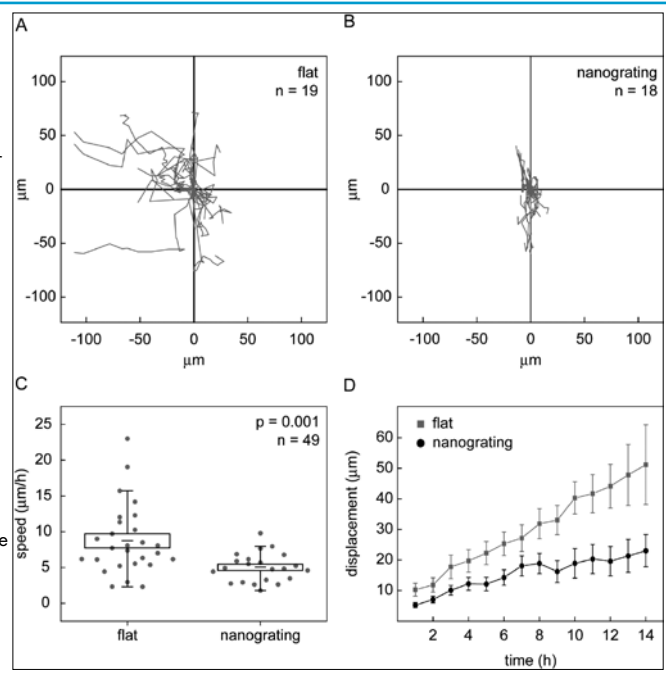 A
flat
n = 19
100
50
0
-50
-100
μm
-100
-50
0
50
100
μm
B
nanograting
n = 18
100
50
0
-50
-100
μm
-100
-50
0
50
100
μm
C
p = 0.001
n = 49
25
20
15
10
5
0
speed (μm/h)
flat
nanograting
D
flat
nanograting
60
50
40
30
20
10
displacement (μm)
2
4
6
8
10
12
14
time (h)
e